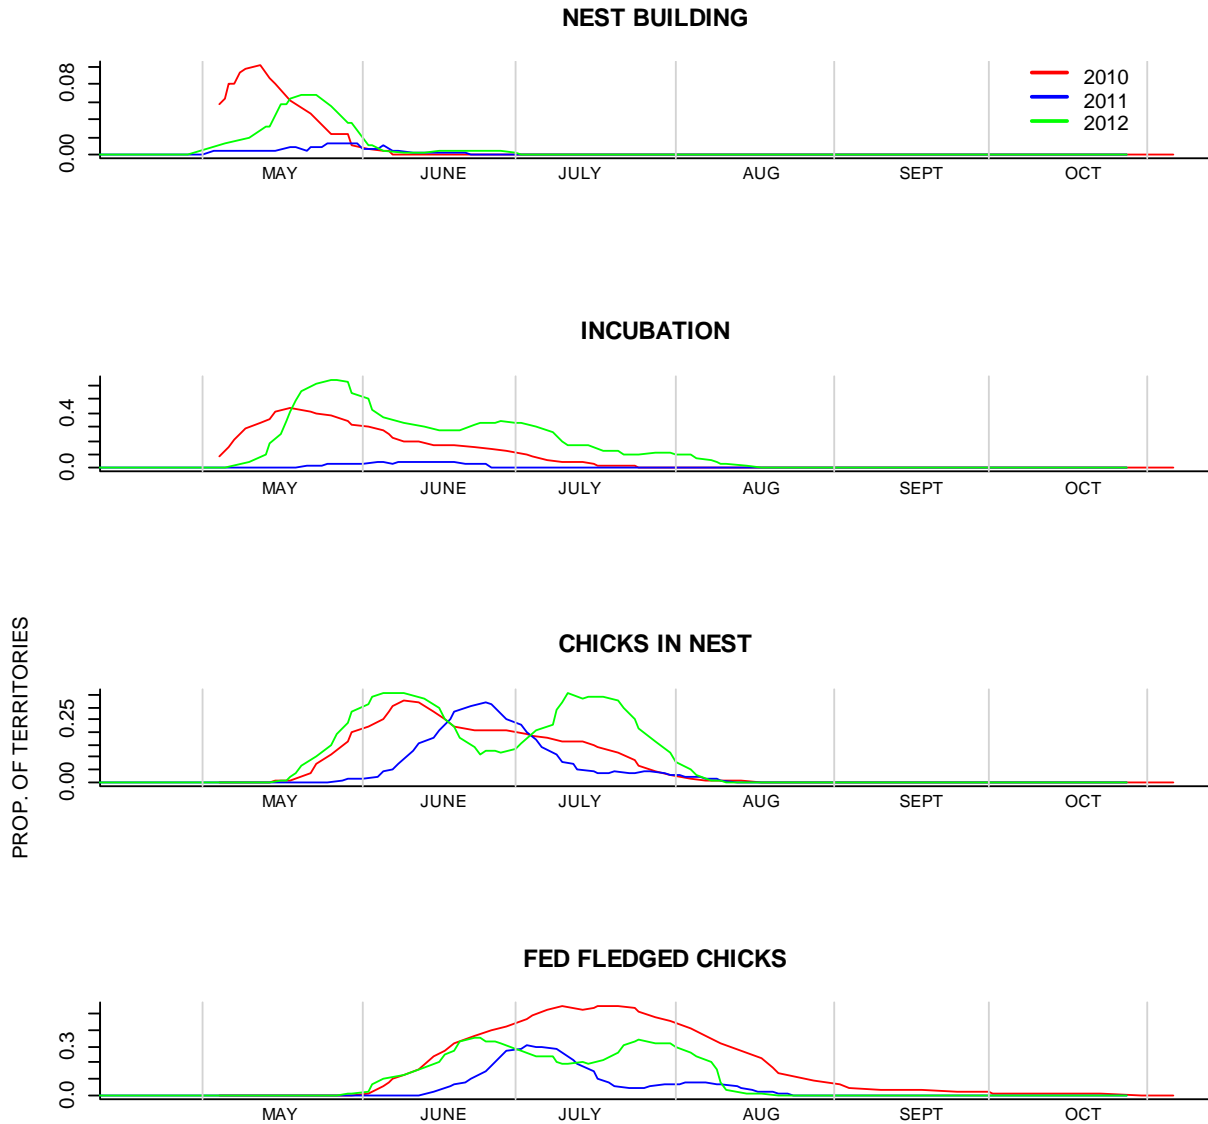 NEST BUILDING
0.08
0.00
2010
2011
2012
MAY JUNE JULY AUG SEPT OCT
INCUBATION
0.4
0.0
MAY JUNE JULY AUG SEPT OCT
PROP. OF TERRITORIES
CHICKS IN NEST
0.25
0.00
MAY JUNE JULY AUG SEPT OCT
FED FLEDGED CHICKS
0.3
0.0
MAY JUNE JULY AUG SEPT OCT